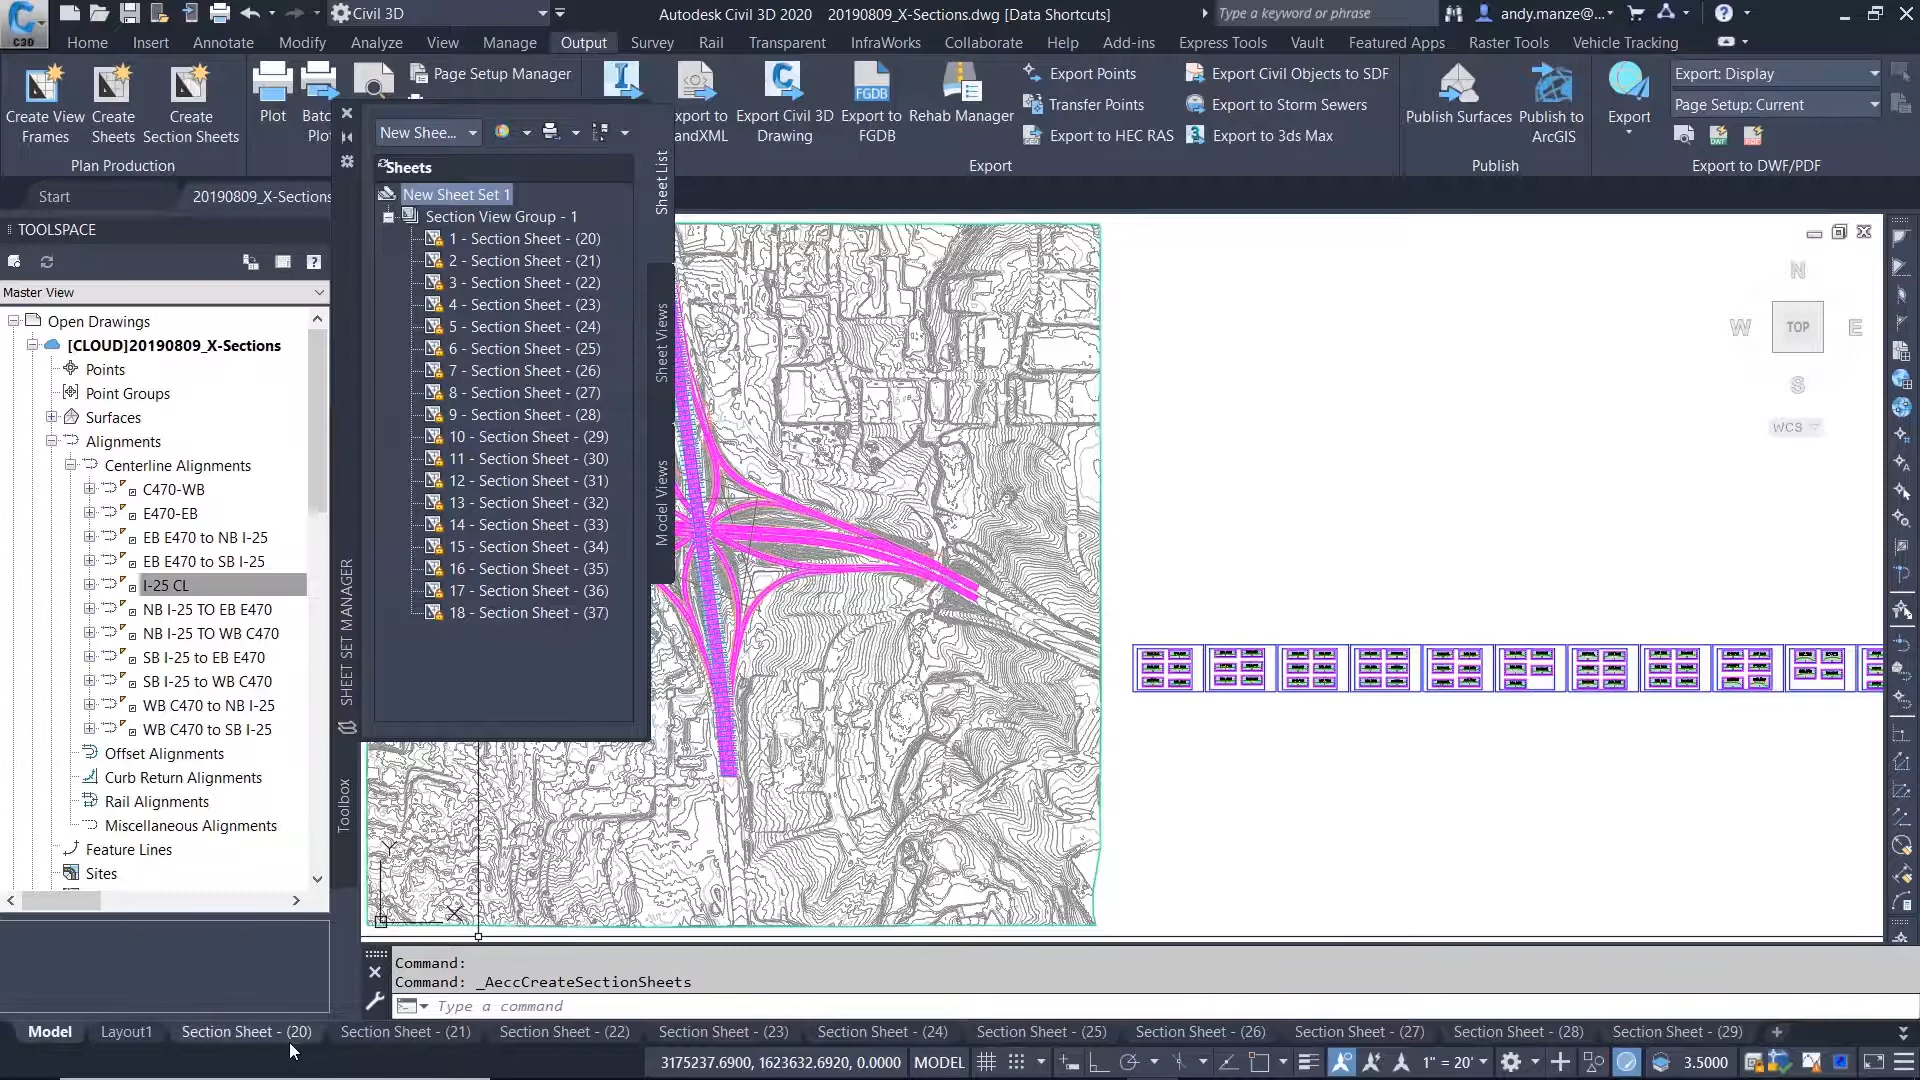 Civil 3D
Autodesk Civil 3D 2020 20190809_X-Sections.dwg [Data Shortcuts]
Type a keyword or phrase
andy.manze@...
C3D
Home Insert Annotate Modify Analyze View Manage Output Survey Rail Transparent InfraWorks Collaborate Help Add-ins Express Tools Vault Featured Apps Raster Tools Vehicle Tracking
Create View Frames
Create Sheets
Create Section Sheets
Plan Production
Plot
Page Setup Manager
Export Civil 3D Drawing
FGDB
Export to FGDB
Rehab Manager
Export Points
Transfer Points
Export to HEC RAS
Export Civil Objects to SDF
Export to Storm Sewers
Export to 3ds Max
Export
Publish Surfaces
Publish to ArcGIS
Publish
Export
Export: Display
Page Setup: Current
Export to DWF/PDF
Start
20190809_X-Sections
TOOLSPACE
Master View
Open Drawings
[CLOUD]20190809_X-Sections
Points
Point Groups
Surfaces
Alignments
Centerline Alignments
C470-WB
E470-EB
EB E470 to NB I-25
EB E470 to SB I-25
I-25 CL
NB I-25 TO EB E470
NB I-25 TO WB C470
SB I-25 to EB E470
SB I-25 to WB C470
WB C470 to NB I-25
WB C470 to SB I-25
Offset Alignments
Curb Return Alignments
Rail Alignments
Miscellaneous Alignments
Feature Lines
Sites
Toolbox
SHEET SET MANAGER
New Shee...
Sheets
New Sheet Set 1
Section View Group - 1
1 - Section Sheet - (20)
2 - Section Sheet - (21)
3 - Section Sheet - (22)
4 - Section Sheet - (23)
5 - Section Sheet - (24)
6 - Section Sheet - (25)
7 - Section Sheet - (26)
8 - Section Sheet - (27)
9 - Section Sheet - (28)
10 - Section Sheet - (29)
11 - Section Sheet - (30)
12 - Section Sheet - (31)
13 - Section Sheet - (32)
14 - Section Sheet - (33)
15 - Section Sheet - (34)
16 - Section Sheet - (35)
17 - Section Sheet - (36)
18 - Section Sheet - (37)
Sheet List
Sheet Views
Model Views
N
W TOP E
S
WCS
Y
X
Command:
Command: _AeccCreateSectionSheets
Type a command
Model Layout1 Section Sheet - (20) Section Sheet - (21) Section Sheet - (22) Section Sheet - (23) Section Sheet - (24) Section Sheet - (25) Section Sheet - (26) Section Sheet - (27) Section Sheet - (28) Section Sheet - (29)
3175237.6900, 1623632.6920, 0.0000 MODEL 1" = 20' 3.5000